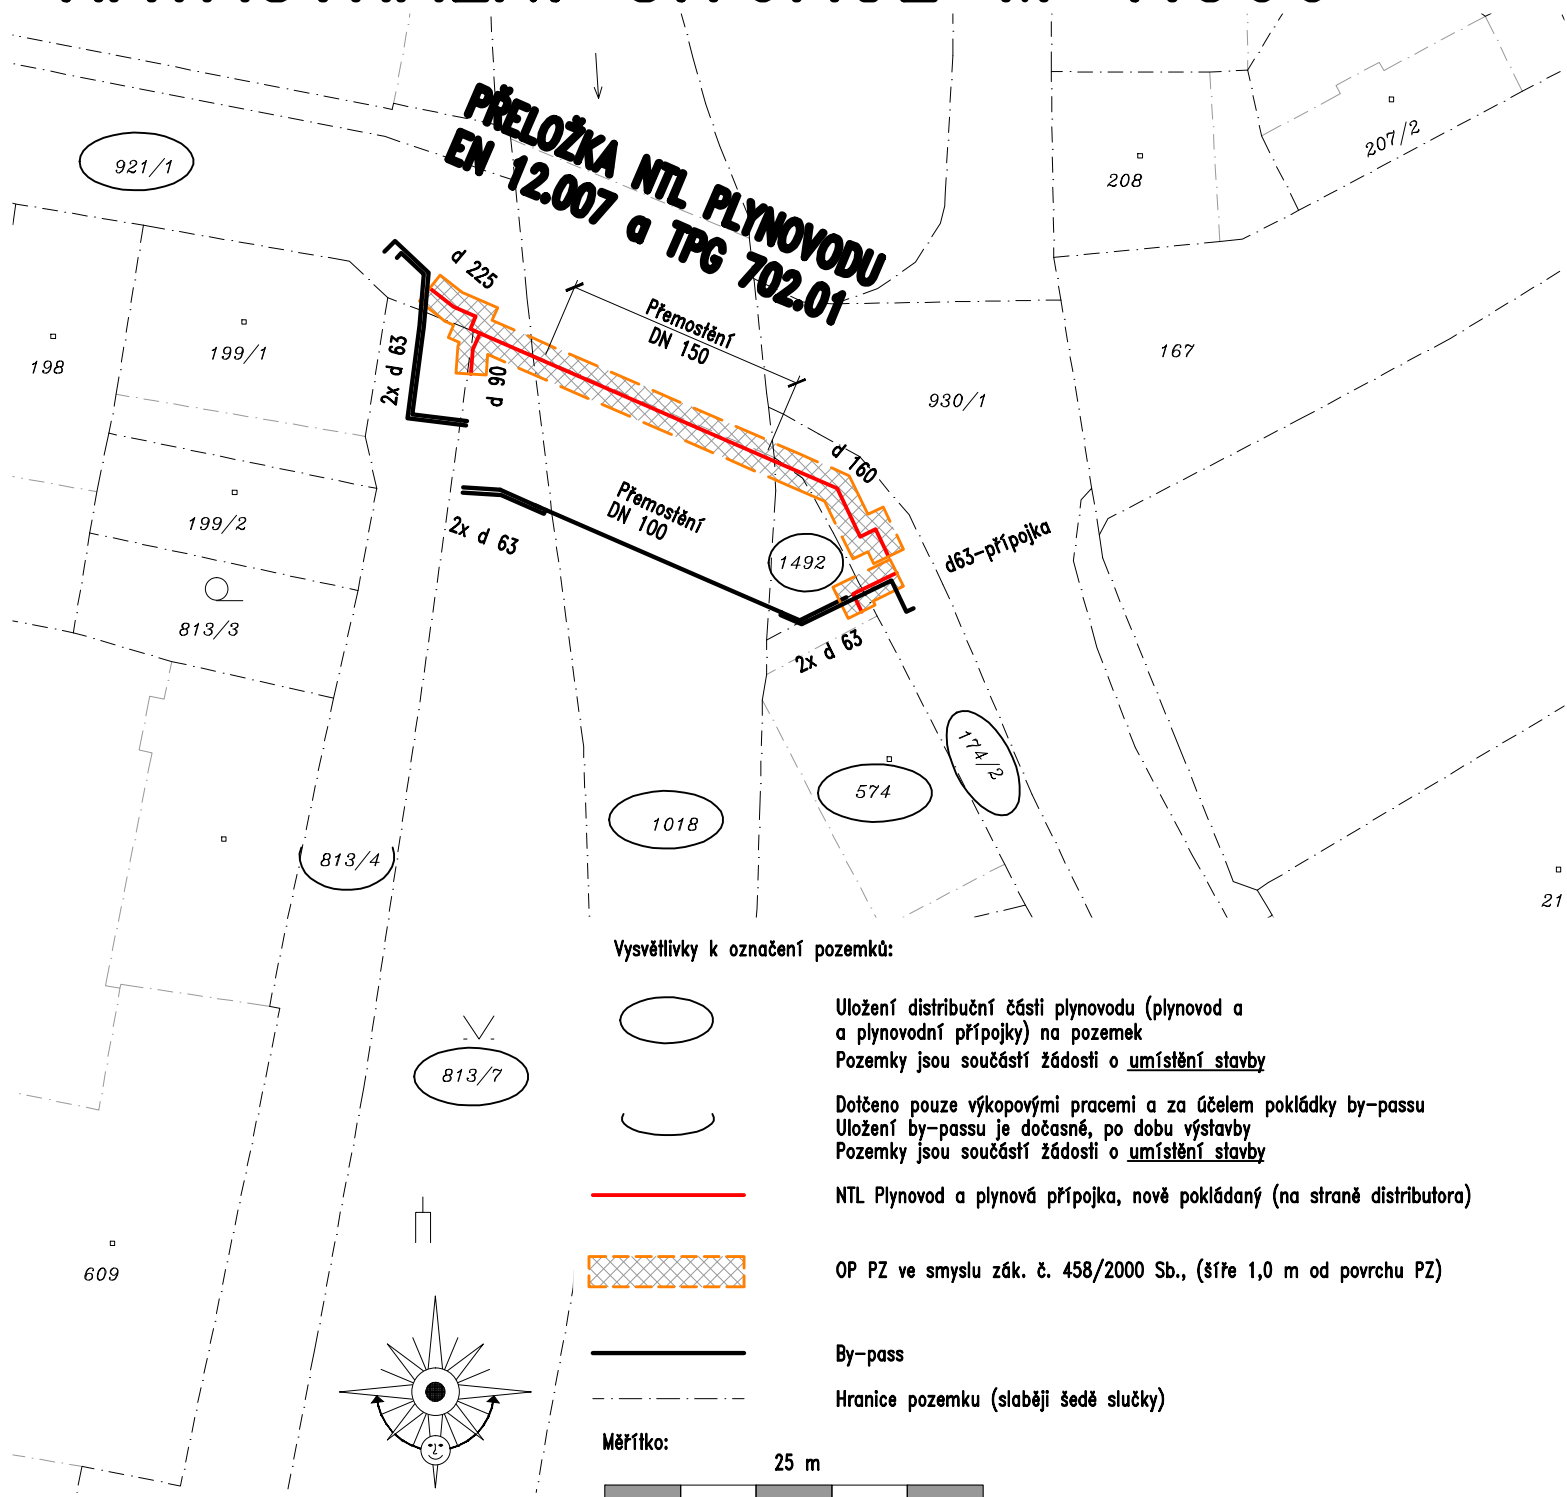 PŘELOŽKA NTL PLYNOVODU
EN 12.007 a TPG 702.01
921/1
207/2
208
d 225
Přemostění
DN 150
198
199/1
2x d 63
d 90
167
930/1
d 160
Přemostění
DN 100
199/2
2x d 63
1492
d63-přípojka
813/3
2x d 63
174/2
574
1018
813/4
21
Vysvětlivky k označení pozemků:
Uložení distribuční části plynovodu (plynovod a
a plynovodní přípojky) na pozemek
Pozemky jsou součástí žádosti o umístění stavby
813/7
Dotčeno pouze výkopovými pracemi a za účelem pokládky by-passu
Uložení by-passu je dočasné, po dobu výstavby
Pozemky jsou součástí žádosti o umístění stavby
NTL Plynovod a plynová přípojka, nově pokládaný (na straně distributora)
609
OP PZ ve smyslu zák. č. 458/2000 Sb., (šíře 1,0 m od povrchu PZ)
By-pass
Hranice pozemku (slaběji šedě slučky)
Měřítko:
25 m